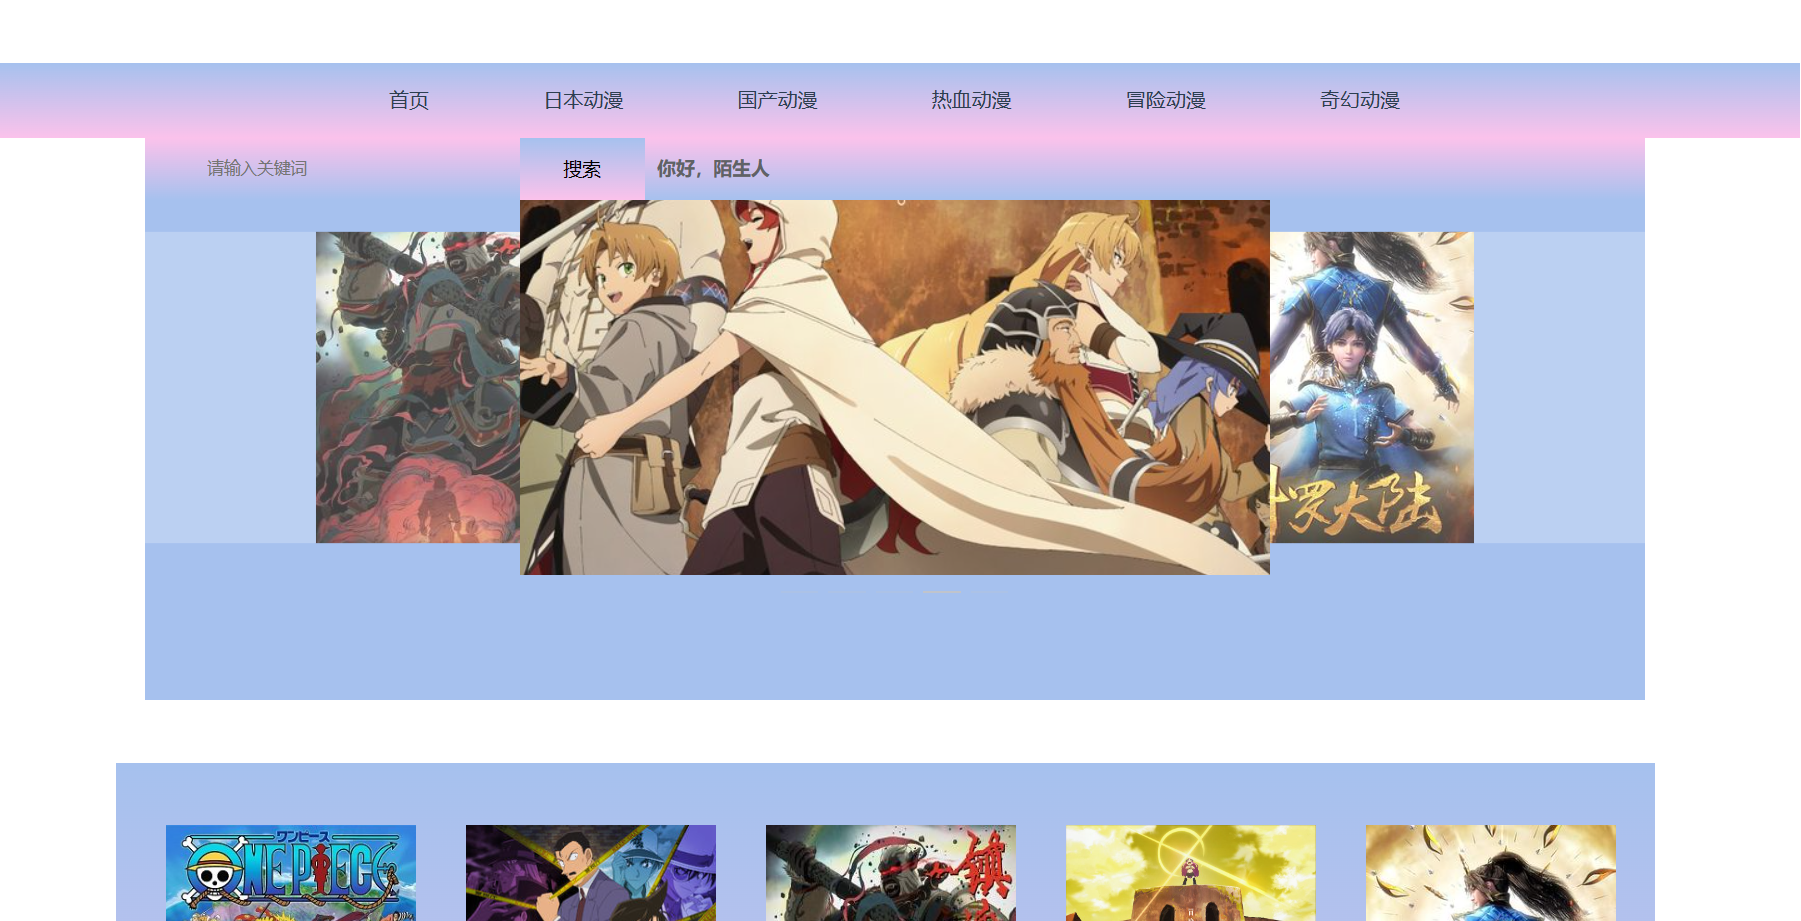 首页 日本动漫 国产动漫 热血动漫 冒险动漫 奇幻动漫
请输入关键词 搜索 你好，陌生人
斗罗大陆
ワンピース
ONE PIECE
镇